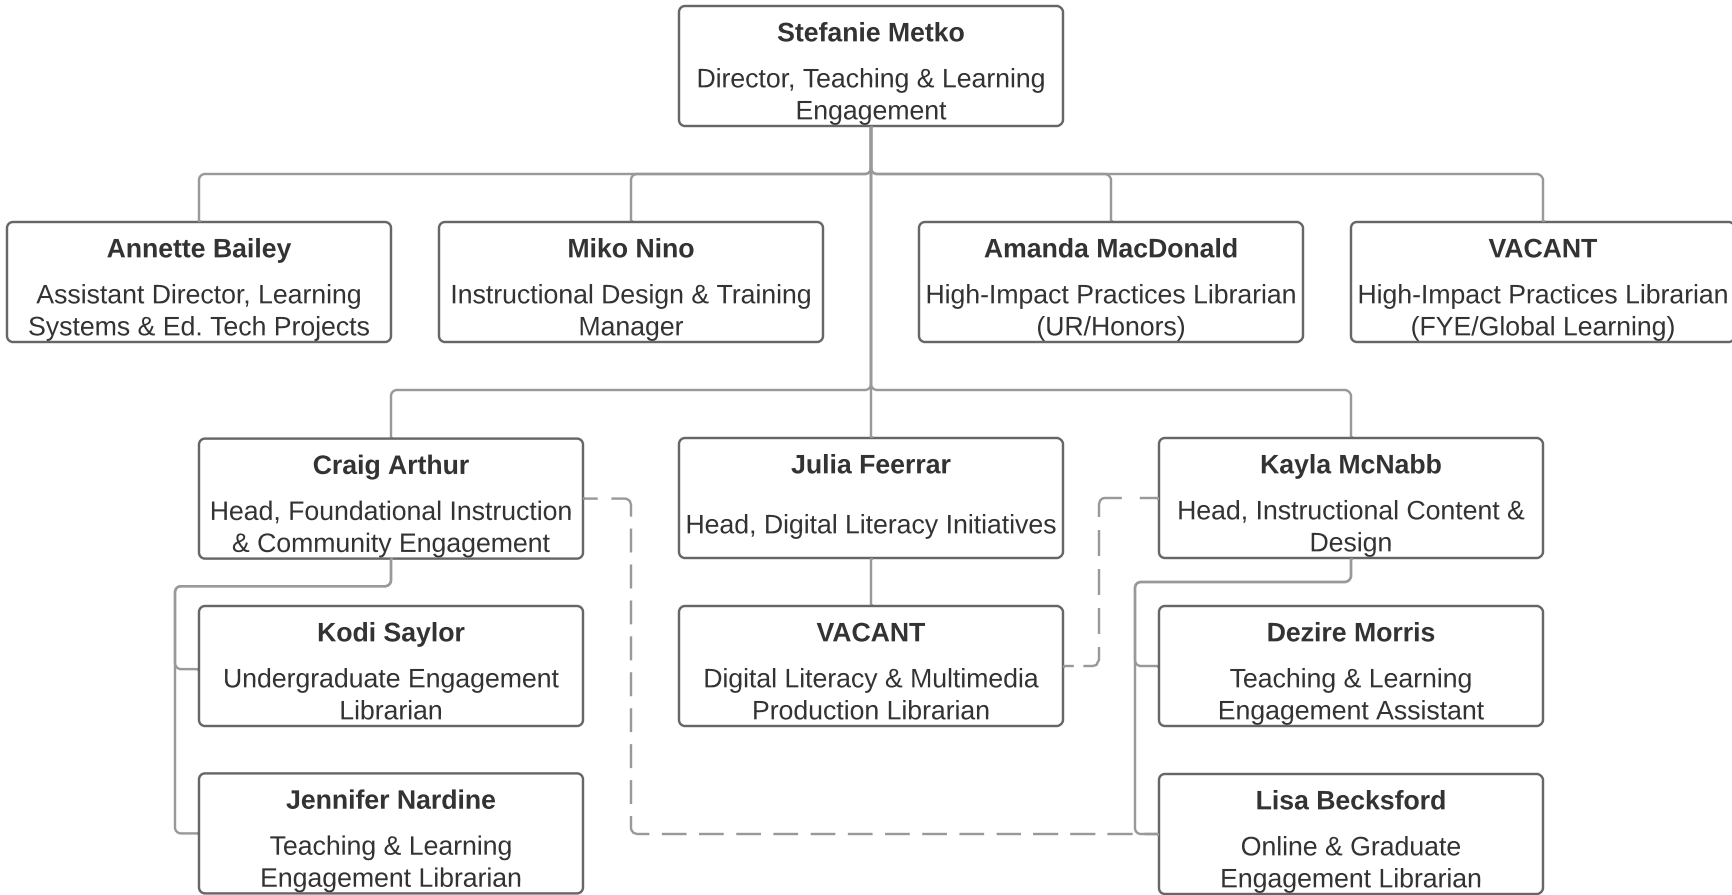 Stefanie Metko
Director, Teaching & Learning
Engagement
Annette Bailey
Assistant Director, Learning
Systems & Ed. Tech Projects
Miko Nino
Instructional Design & Training
Manager
Amanda MacDonald
High-Impact Practices Librarian
(UR/Honors)
VACANT
High-Impact Practices Librarian
(FYE/Global Learning)
Craig Arthur
Head, Foundational Instruction
& Community Engagement
Julia Feerrar
Head, Digital Literacy Initiatives
Kayla McNabb
Head, Instructional Content &
Design
Kodi Saylor
Undergraduate Engagement
Librarian
VACANT
Digital Literacy & Multimedia
Production Librarian
Dezire Morris
Teaching & Learning
Engagement Assistant
Jennifer Nardine
Teaching & Learning
Engagement Librarian
Lisa Becksford
Online & Graduate
Engagement Librarian